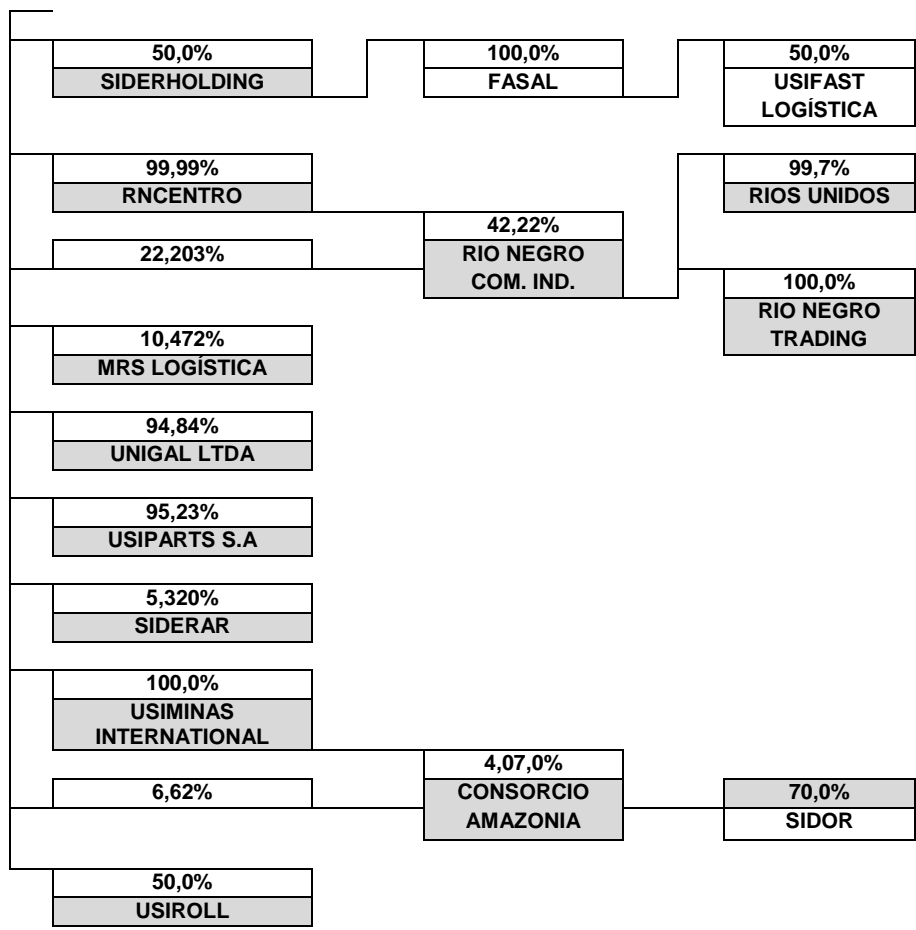 50,0%
SIDERHOLDING
100,0%
FASAL
50,0%
USIFAST
LOGÍSTICA
99,99%
RNCENTRO
99,7%
RIOS UNIDOS
42,22%
RIO NEGRO
COM. IND.
22,203%
100,0%
RIO NEGRO
TRADING
10,472%
MRS LOGÍSTICA
94,84%
UNIGAL LTDA
95,23%
USIPARTS S.A
5,320%
SIDERAR
100,0%
USIMINAS
INTERNATIONAL
4,07,0%
CONSORCIO
AMAZONIA
6,62%
70,0%
SIDOR
50,0%
USIROLL